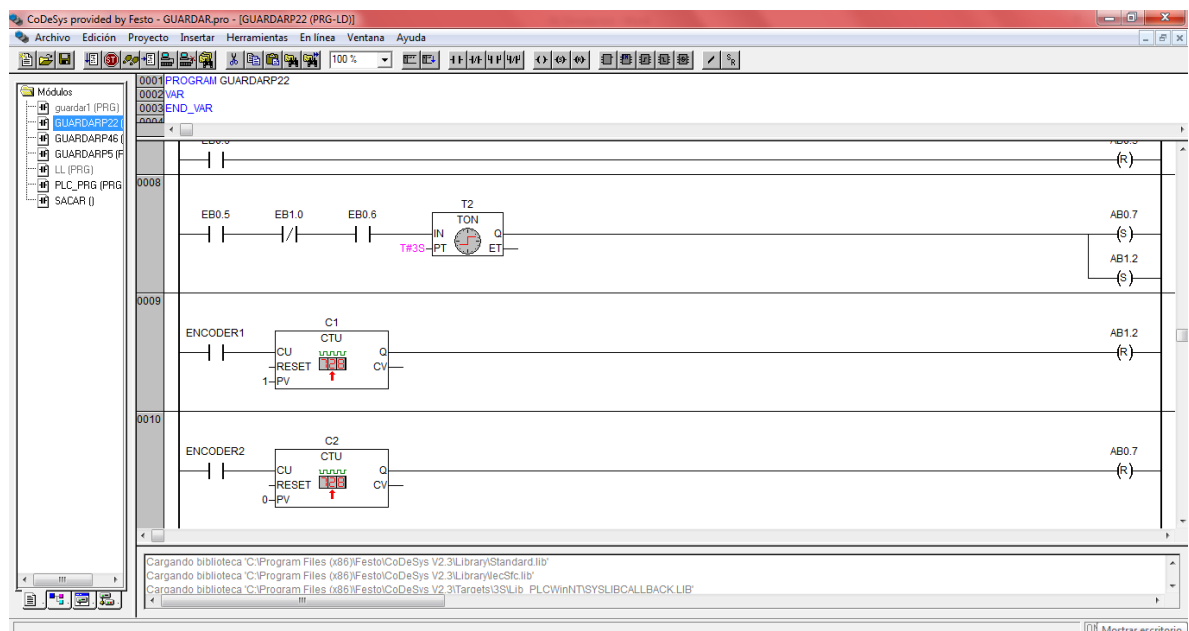 CoDeSys provided by Festo - GUARDAR.pro - [GUARDARP22 (PRG-LD)]
Archivo Edición Proyecto Insertar Herramientas En línea Ventana Ayuda
100 %
Módulos
guardar1 (PRG)
GUARDARP22 (
GUARDARP46 (
GUARDARP5 (F
LL (PRG)
PLC_PRG (PRG
SACAR ()
0001 PROGRAM GUARDARP22
0002 VAR
0003 END_VAR
0004
(R)
0008
T2
EB0.5 EB1.0 EB0.6 TON AB0.7
IN Q (S)
T#3S PT ET
AB1.2
(S)
0009
C1
ENCODER1 CTU AB1.2
CU Q (R)
RESET CV
1 PV
0010
C2
ENCODER2 CTU AB0.7
CU Q (R)
RESET CV
0 PV
Cargando biblioteca 'C:\Program Files (x86)\Festo\CoDeSys V2.3\Library\Standard.lib'
Cargando biblioteca 'C:\Program Files (x86)\Festo\CoDeSys V2.3\Library\IecSfc.lib'
Cargando biblioteca 'C:\Program Files (x86)\Festo\CoDeSys V2.3\Targets\3S\Lib_PLCWinNT\SYSLIBCALLBACK.LIB'
Mostrar escritorio